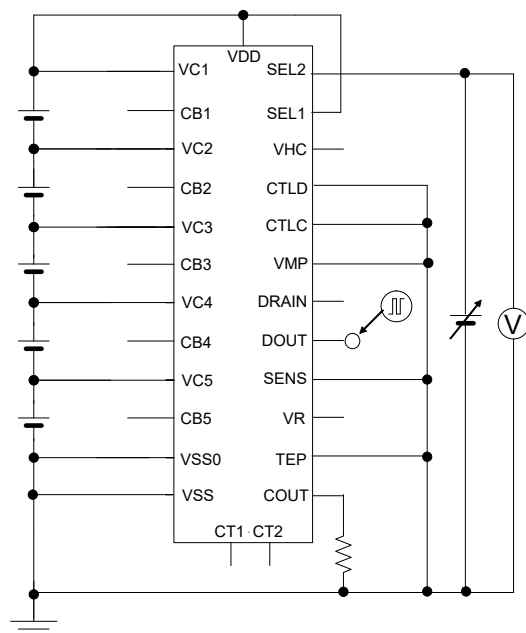 VDD
VC1 SEL2
CB1 SEL1
VC2 VHC
CB2 CTLD
VC3 CTLC
CB3 VMP
VC4 DRAIN
CB4 DOUT
VC5 SENS
CB5 VR
VSS0 TEP
VSS COUT
CT1 CT2
V